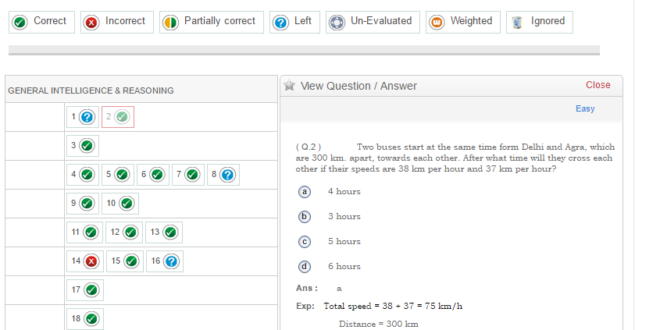 Correct Incorrect Partially correct Left Un-Evaluated Weighted Ignored
GENERAL INTELLIGENCE & REASONING
1 2
3
4 5 6 7 8
9 10
11 12 13
14 15 16
17
18
View Question / Answer Close
Easy
( Q.2 ) Two buses start at the same time form Delhi and Agra, which
are 300 km. apart, towards each other. After what time will they cross each
other if their speeds are 38 km per hour and 37 km per hour?
a 4 hours
b 3 hours
c 5 hours
d 6 hours
Ans : a
Exp: Total speed = 38 + 37 = 75 km/h
Distance = 300 km